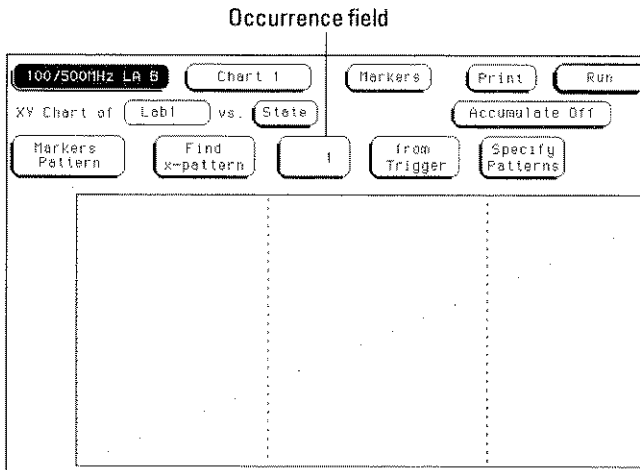 Occurrence field
100/500MHz LA B Chart 1 Markers Print Run
XY Chart of Lab1 vs. State Accumulate Off
Markers Pattern Find x-pattern 1 from Trigger Specify Patterns